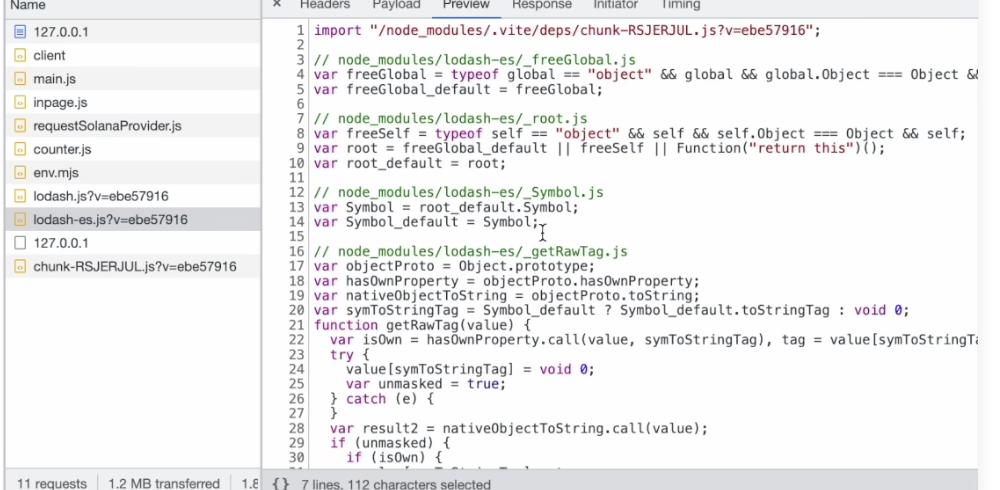 Name
× Headers Payload Preview Response Initiator Timing
127.0.0.1
client
main.js
inpage.js
requestSolanaProvider.js
counter.js
env.mjs
lodash.js?v=ebe57916
lodash-es.js?v=ebe57916
127.0.0.1
chunk-RSJERJUL.js?v=ebe57916
11 requests 1.2 MB transferred 1.8
1 import "/node_modules/.vite/deps/chunk-RSJERJUL.js?v=ebe57916";
2
3 // node_modules/lodash-es/_freeGlobal.js
4 var freeGlobal = typeof global == "object" && global && global.Object === Object &&
5 var freeGlobal_default = freeGlobal;
6
7 // node_modules/lodash-es/_root.js
8 var freeSelf = typeof self == "object" && self && self.Object === Object && self;
9 var root = freeGlobal_default || freeSelf || Function("return this")();
10 var root_default = root;
11
12 // node_modules/lodash-es/_Symbol.js
13 var Symbol = root_default.Symbol;
14 var Symbol_default = Symbol;
15
16 // node_modules/lodash-es/_getRawTag.js
17 var objectProto = Object.prototype;
18 var hasOwnProperty = objectProto.hasOwnProperty;
19 var nativeObjectToString = objectProto.toString;
20 var symToStringTag = Symbol_default ? Symbol_default.toStringTag : void 0;
21 function getRawTag(value) {
22 var isOwn = hasOwnProperty.call(value, symToStringTag), tag = value[symToStringTa
23 try {
24 value[symToStringTag] = void 0;
25 var unmasked = true;
26 } catch (e) {
27 }
28 var result2 = nativeObjectToString.call(value);
29 if (unmasked) {
30 if (isOwn) {
{} 7 lines, 112 characters selected